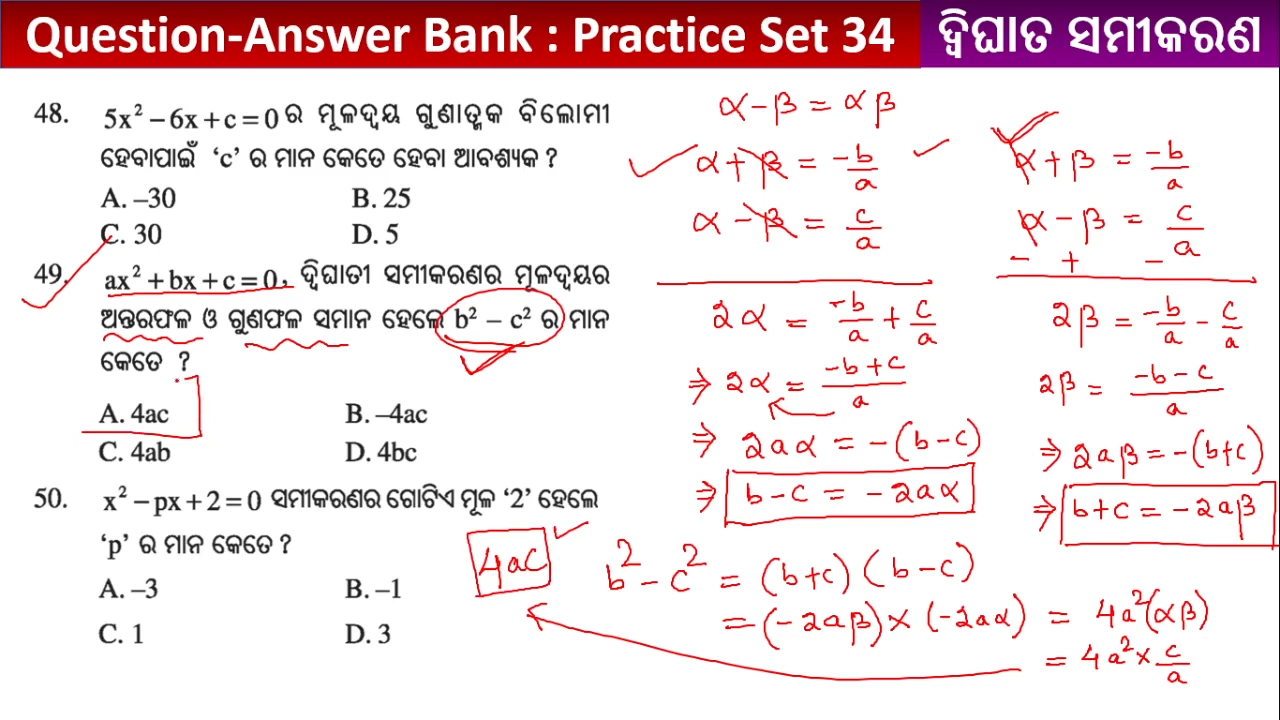 Question-Answer Bank : Practice Set 34
ଦ୍ୱିଘାତ ସମୀକରଣ
48. 5x² – 6x + c = 0 ର ମୂଳଦ୍ୱୟ ଗୁଣାତ୍ମକ ବିଲୋମୀ
ହେବାପାଇଁ ‘c’ ର ମାନ କେତେ ହେବା ଆବଶ୍ୟକ ?
A. –30 B. 25
C. 30 D. 5
49. ax² + bx + c = 0, ଦ୍ୱିଘାତୀ ସମୀକରଣର ମୂଳଦ୍ୱୟର
ଅନ୍ତରଫଳ ଓ ଗୁଣଫଳ ସମାନ ହେଲେ b² – c² ର ମାନ
କେତେ ?
A. 4ac B. –4ac
C. 4ab D. 4bc
50. x² – px + 2 = 0 ସମୀକରଣର ଗୋଟିଏ ମୂଳ ‘2’ ହେଲେ
‘p’ ର ମାନ କେତେ ?
A. –3 B. –1
C. 1 D. 3
α – β = αβ
α + β = -b/a
α – β = c/a
2α = -b/a + c/a
⇒ 2α = -b+c/a
⇒ 2aα = -(b-c)
⇒ b-c = -2aα
α + β = -b/a
α – β = c/a
– + –
2β = -b/a - c/a
2β = -b-c/a
⇒ 2aβ = -(b+c)
⇒ b+c = -2aβ
4ac
b² - c² = (b+c) (b-c)
= (-2aβ) × (-2aα) = 4a²(αβ)
= 4a² × c/a